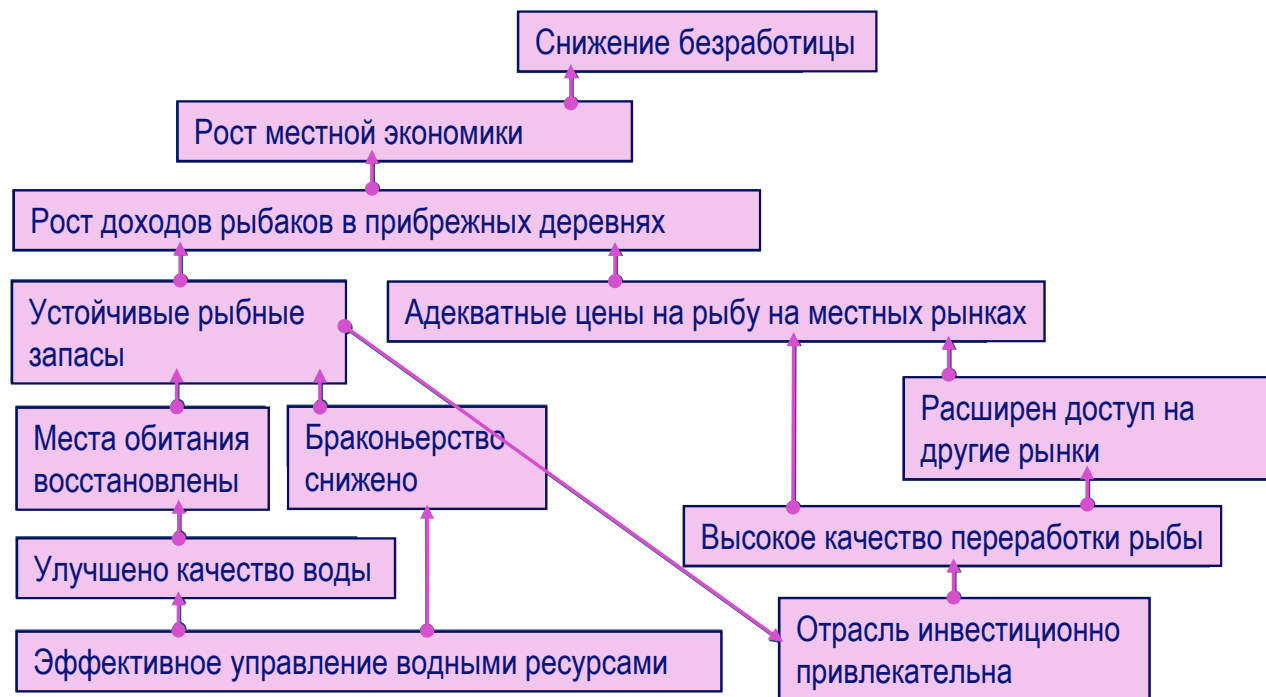 Снижение безработицы
Рост местной экономики
Рост доходов рыбаков в прибрежных деревнях
Устойчивые рыбные
запасы
Адекватные цены на рыбу на местных рынках
Места обитания
восстановлены
Браконьерство
снижено
Расширен доступ на
другие рынки
Высокое качество переработки рыбы
Улучшено качество воды
Эффективное управление водными ресурсами
Отрасль инвестиционно
привлекательна